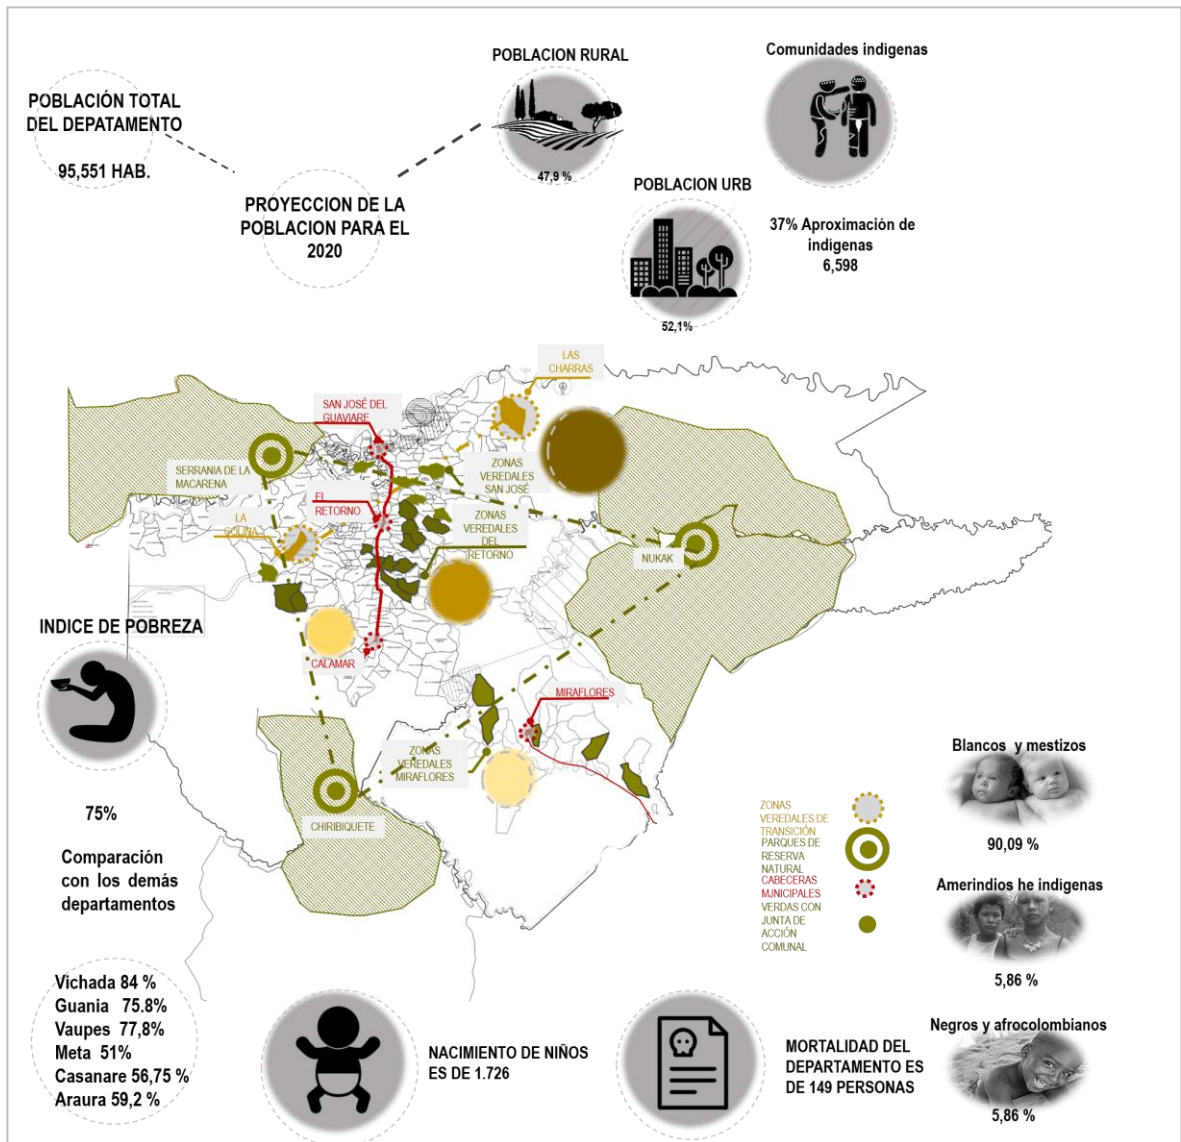 POBLACIÓN TOTAL
DEL DEPATAMENTO
95,551 HAB.
PROYECCION DE LA
POBLACION PARA EL
2020
POBLACION RURAL
47,9 %
POBLACION URB
52,1%
Comunidades indigenas
37% Aproximación de
indigenas
6,598
LAS
CHARRAS
SAN JOSÉ DEL
GUAVIARE
SERRANIA DE LA
MACARENA
ZONAS
VEREDALES
SAN JOSÉ
EL
RETORNO
LA
COLINA
ZONAS
VEREDALES
DEL
RETORNO
NUKAK
CALAMAR
MIRAFLORES
ZONAS
VEREDALES
MIRAFLORES
CHIRIBIQUETE
INDICE DE POBREZA
75%
Comparación
con los demás
departamentos
Vichada 84 %
Guania 75.8%
Vaupes 77,8%
Meta 51%
Casanare 56,75 %
Araura 59,2 %
NACIMIENTO DE NIÑOS
ES DE 1.726
MORTALIDAD DEL
DEPARTAMENTO ES
DE 149 PERSONAS
ZONAS
VEREDALES DE
TRANSICIÓN
PARQUES DE
RESERVA
NATURAL
CABECERAS
MJNICIPALES
VERDAS CON
JUNTA DE
ACCIÓN
COMUNAL
Blancos y mestizos
90,09 %
Amerindios he indígenas
5,86 %
Negros y afrocolombianos
5,86 %